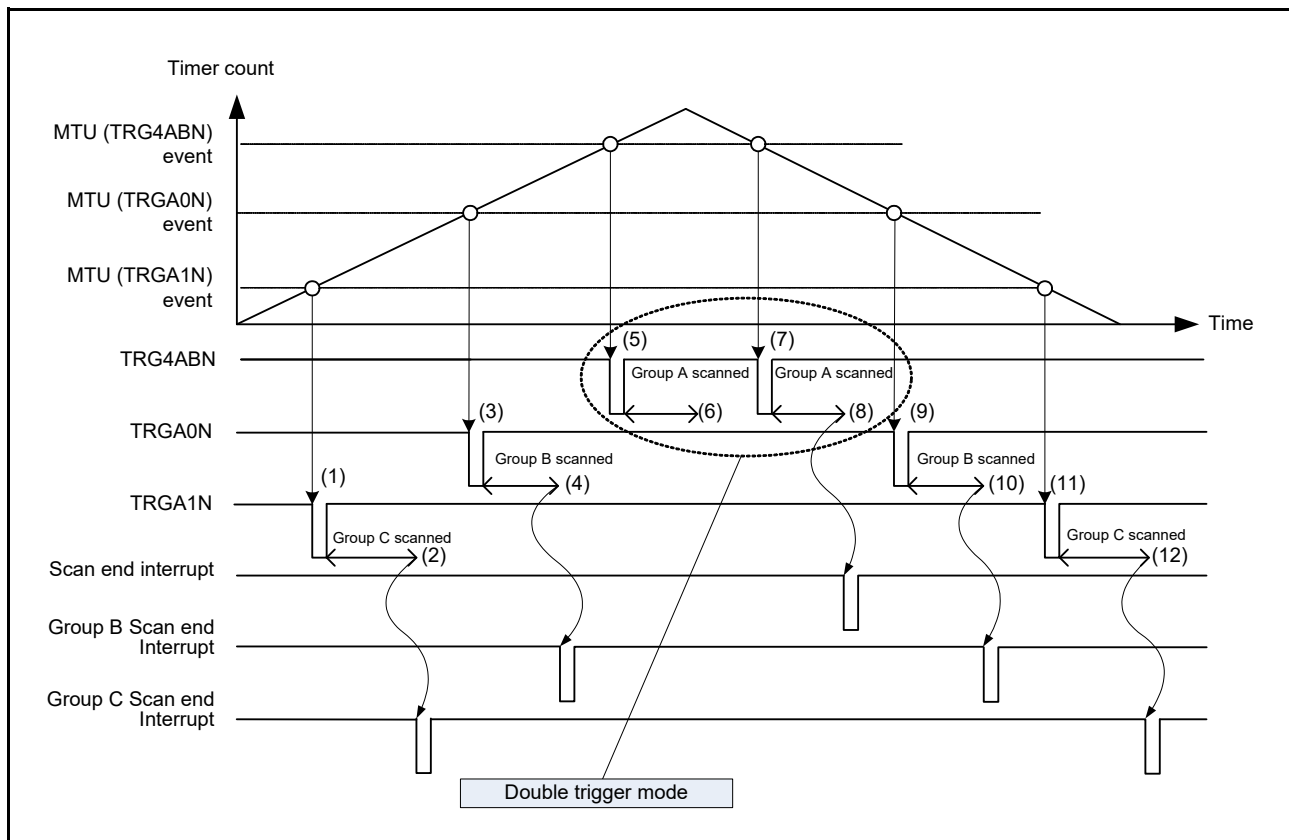 Timer count
MTU (TRG4ABN)
event
MTU (TRGA0N)
event
MTU (TRGA1N)
event
Time
TRG4ABN
(5)
(7)
Group A scanned
Group A scanned
(6)
(8)
TRGA0N
(3)
(9)
Group B scanned
Group B scanned
(4)
(10)
TRGA1N
(1)
(11)
Group C scanned
Group C scanned
(2)
(12)
Scan end interrupt
Group B Scan end
Interrupt
Group C Scan end
Interrupt
Double trigger mode